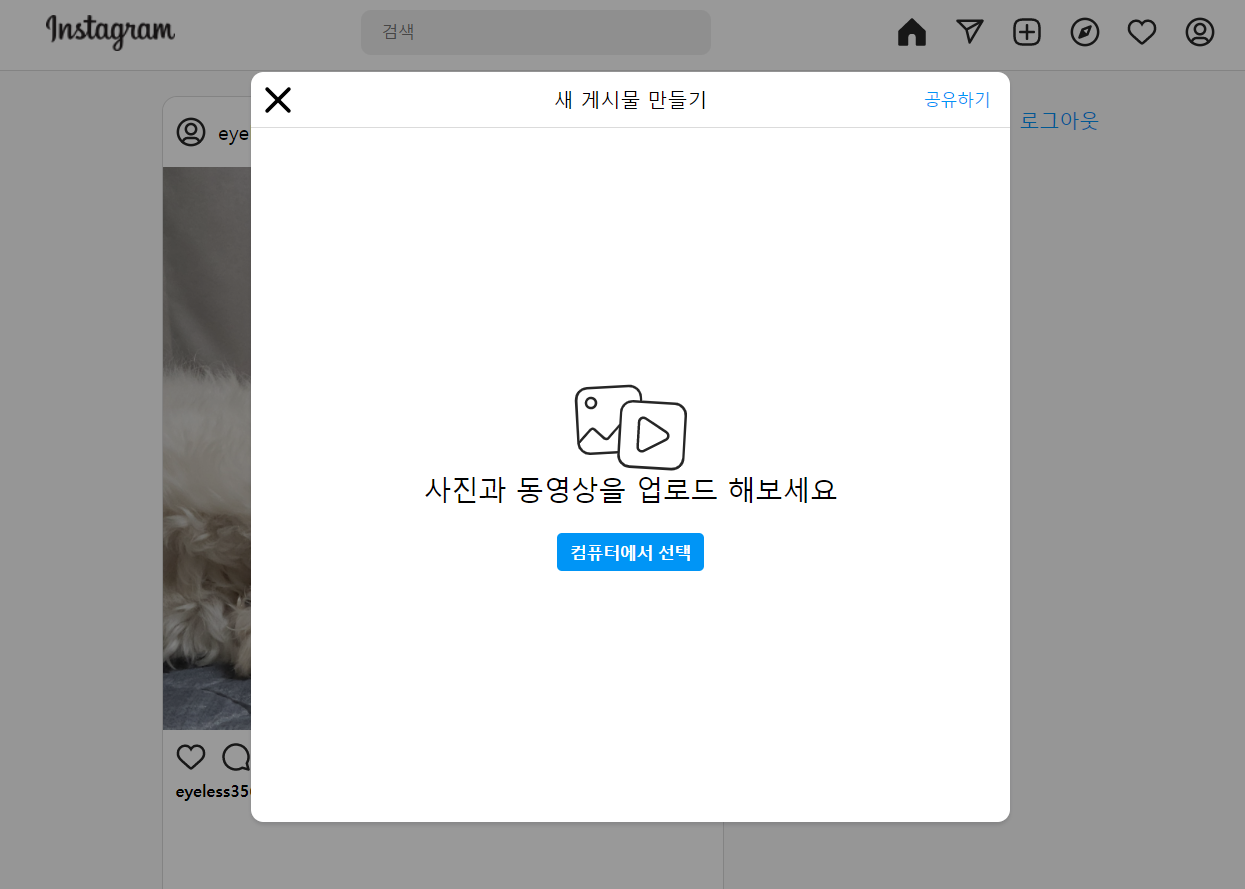 Instagram
검색
새 게시물 만들기
공유하기
로그아웃
eye
사진과 동영상을 업로드 해보세요
컴퓨터에서 선택
eyeless35